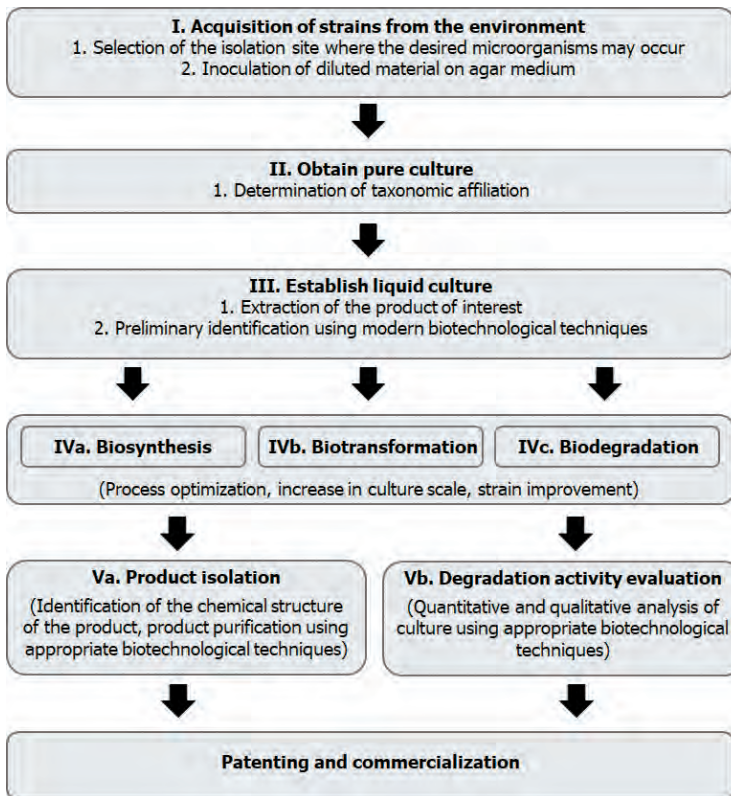 I. Acquisition of strains from the environment
1. Selection of the isolation site where the desired microorganisms may occur
2. Inoculation of diluted material on agar medium
II. Obtain pure culture
1. Determination of taxonomic affiliation
III. Establish liquid culture
1. Extraction of the product of interest
2. Preliminary identification using modern biotechnological techniques
IVa. Biosynthesis
IVb. Biotransformation
IVc. Biodegradation
(Process optimization, increase in culture scale, strain improvement)
Va. Product isolation
(Identification of the chemical structure
of the product, product purification using
appropriate biotechnological techniques)
Vb. Degradation activity evaluation
(Quantitative and qualitative analysis of
culture using appropriate biotechnological
techniques)
Patenting and commercialization